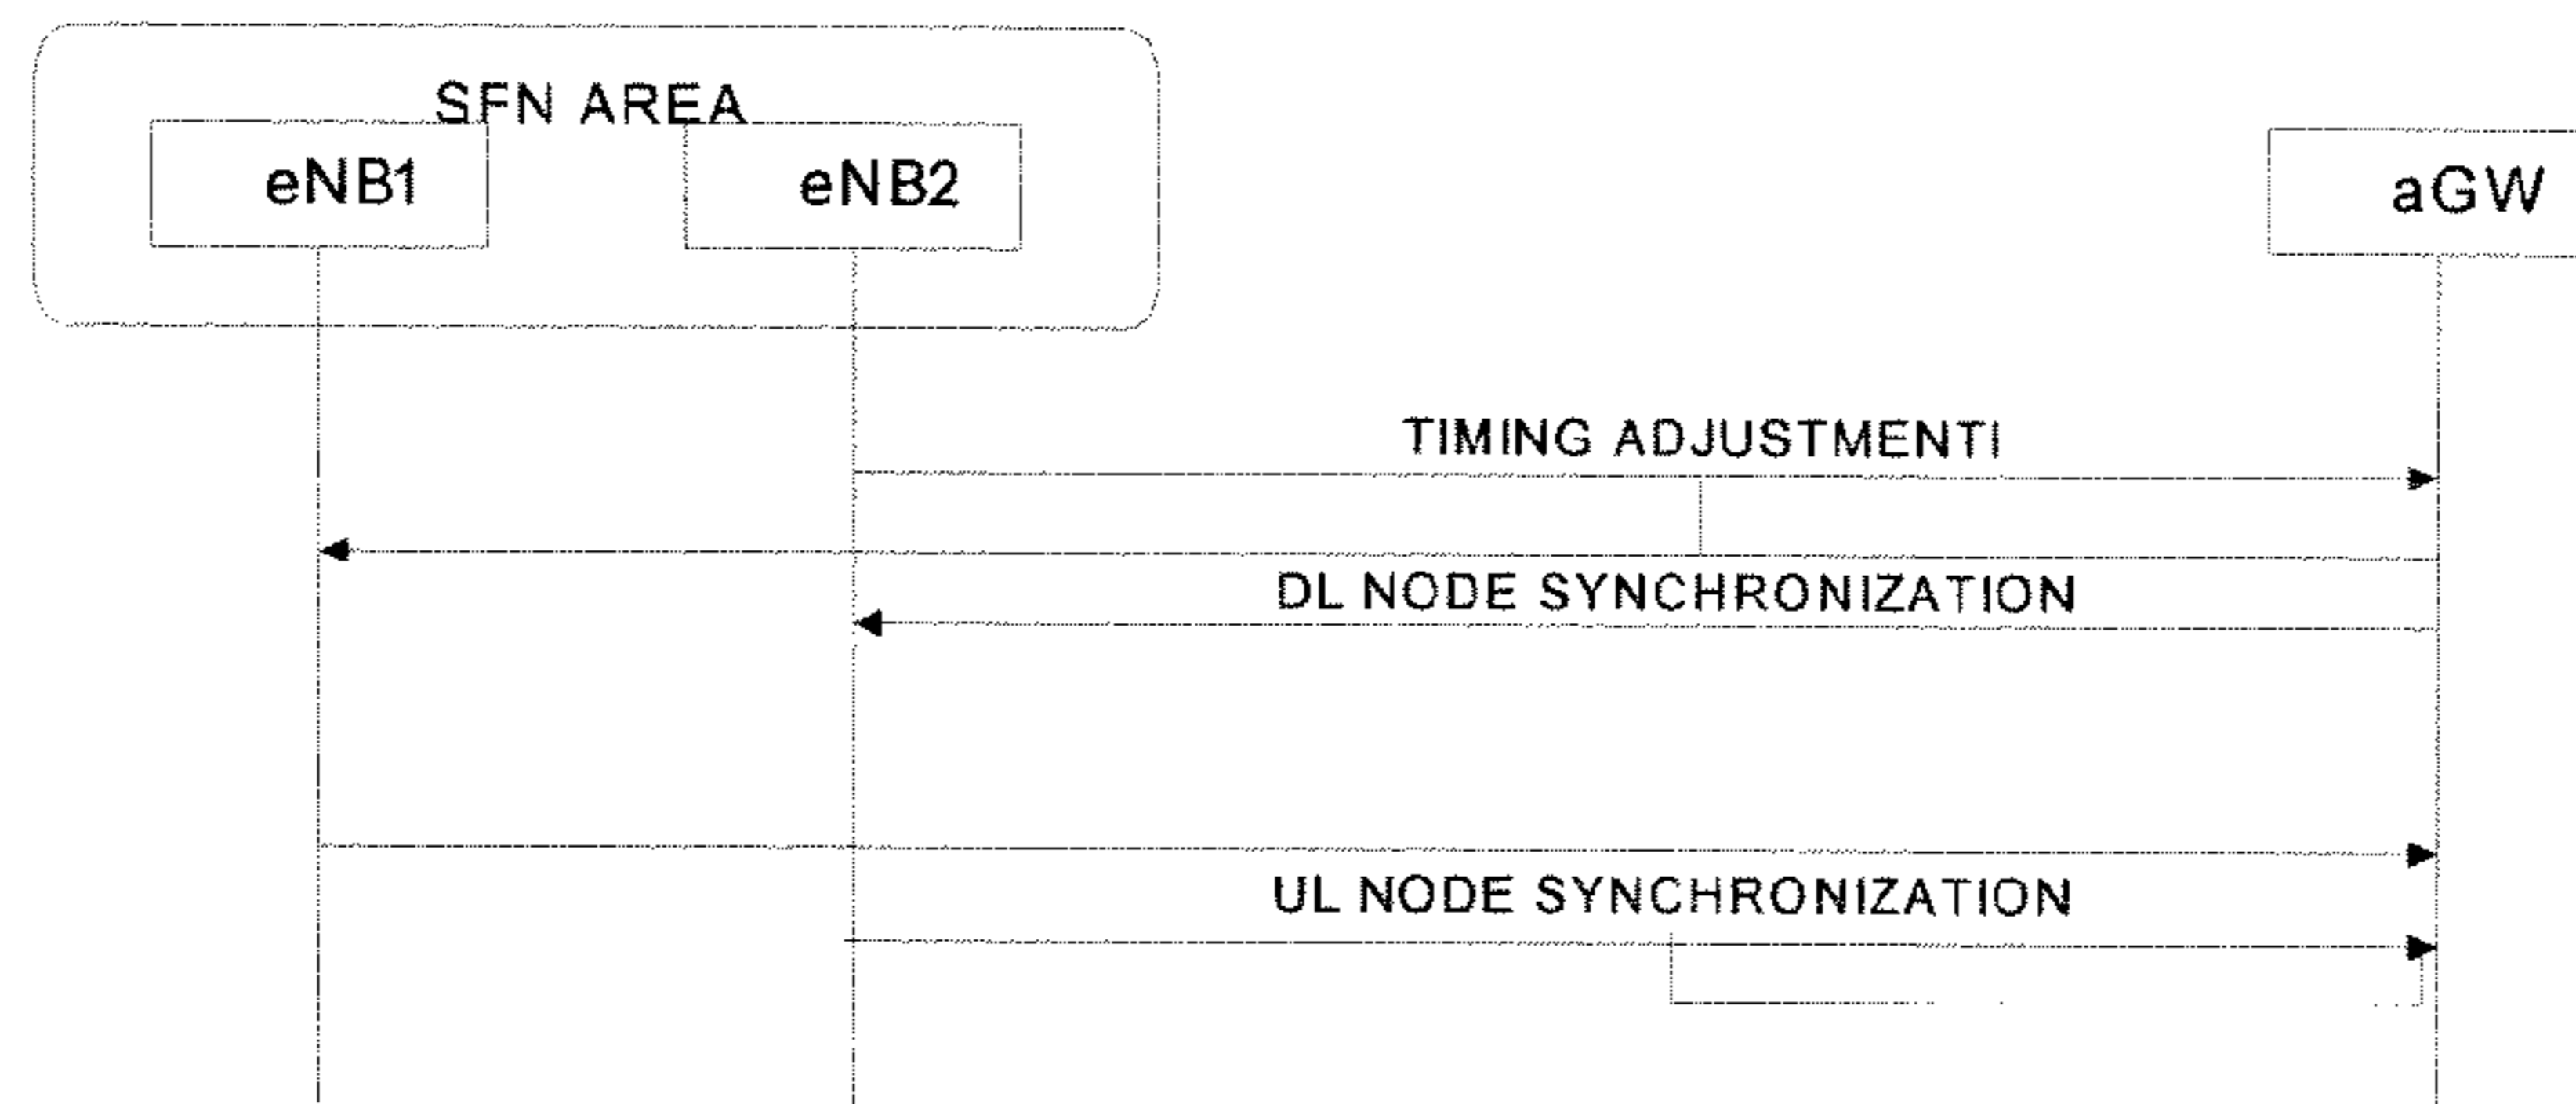 SFN AREA
eNB1
eNB2
aGW
TIMING ADJUSTMENTI
DL NODE SYNCHRONIZATION
UL NODE SYNCHRONIZATION